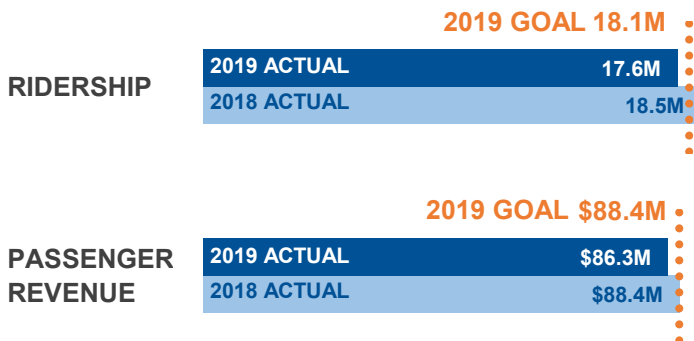 2019 GOAL 18.1M
RIDERSHIP
2019 ACTUAL 17.6M
2018 ACTUAL 18.5M
2019 GOAL $88.4M
PASSENGER
REVENUE
2019 ACTUAL $86.3M
2018 ACTUAL $88.4M